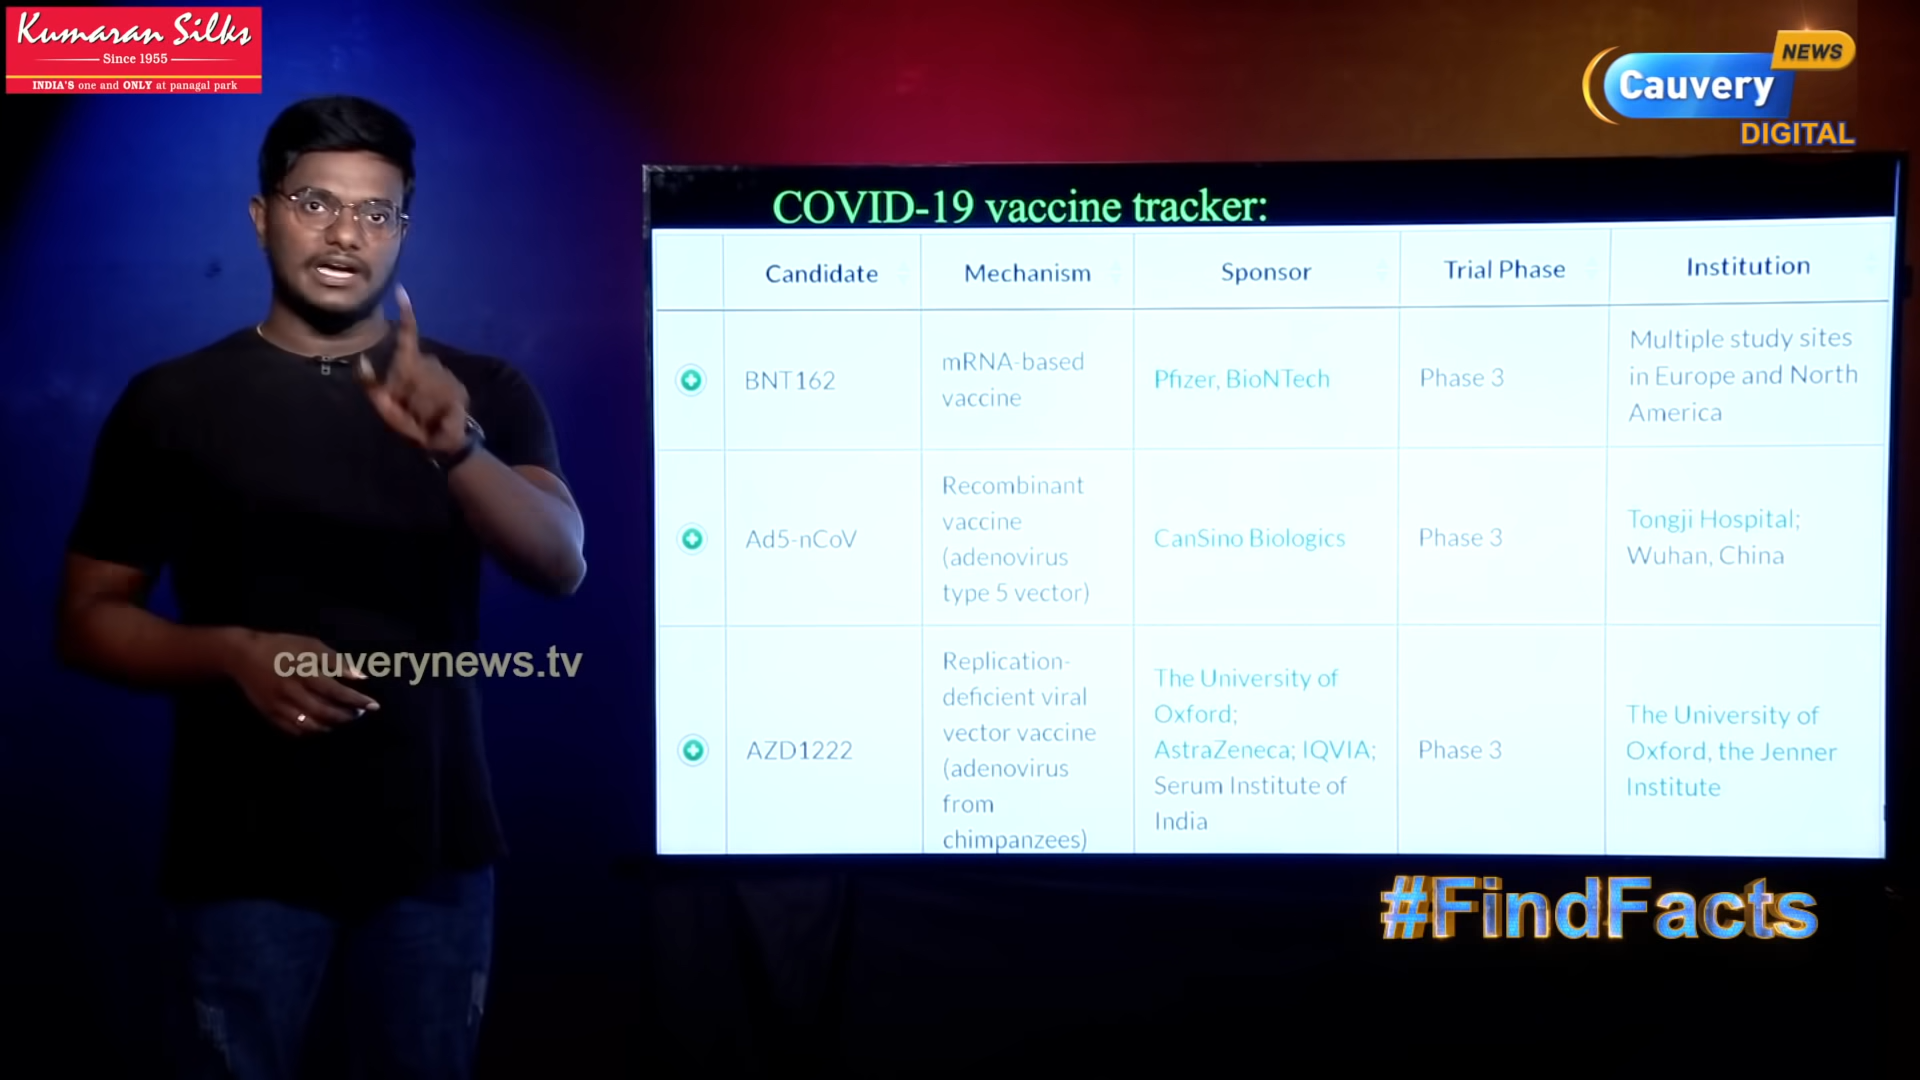 Kumaran Silks
Since 1955
INDIA'S one and ONLY at panagal park
NEWS
Cauvery
DIGITAL
COVID-19 vaccine tracker:
Candidate
Mechanism
Sponsor
Trial Phase
Institution
BNT162
mRNA-based
vaccine
Pfizer, BioNTech
Phase 3
Multiple study sites
in Europe and North
America
Ad5-nCoV
Recombinant
vaccine
(adenovirus
type 5 vector)
CanSino Biologics
Phase 3
Tongji Hospital;
Wuhan, China
AZD1222
Replication-
deficient viral
vector vaccine
(adenovirus
from
chimpanzees)
The University of
Oxford;
AstraZeneca; IQVIA;
Serum Institute of
India
Phase 3
The University of
Oxford, the Jenner
Institute
cauverynews.tv
#FindFacts